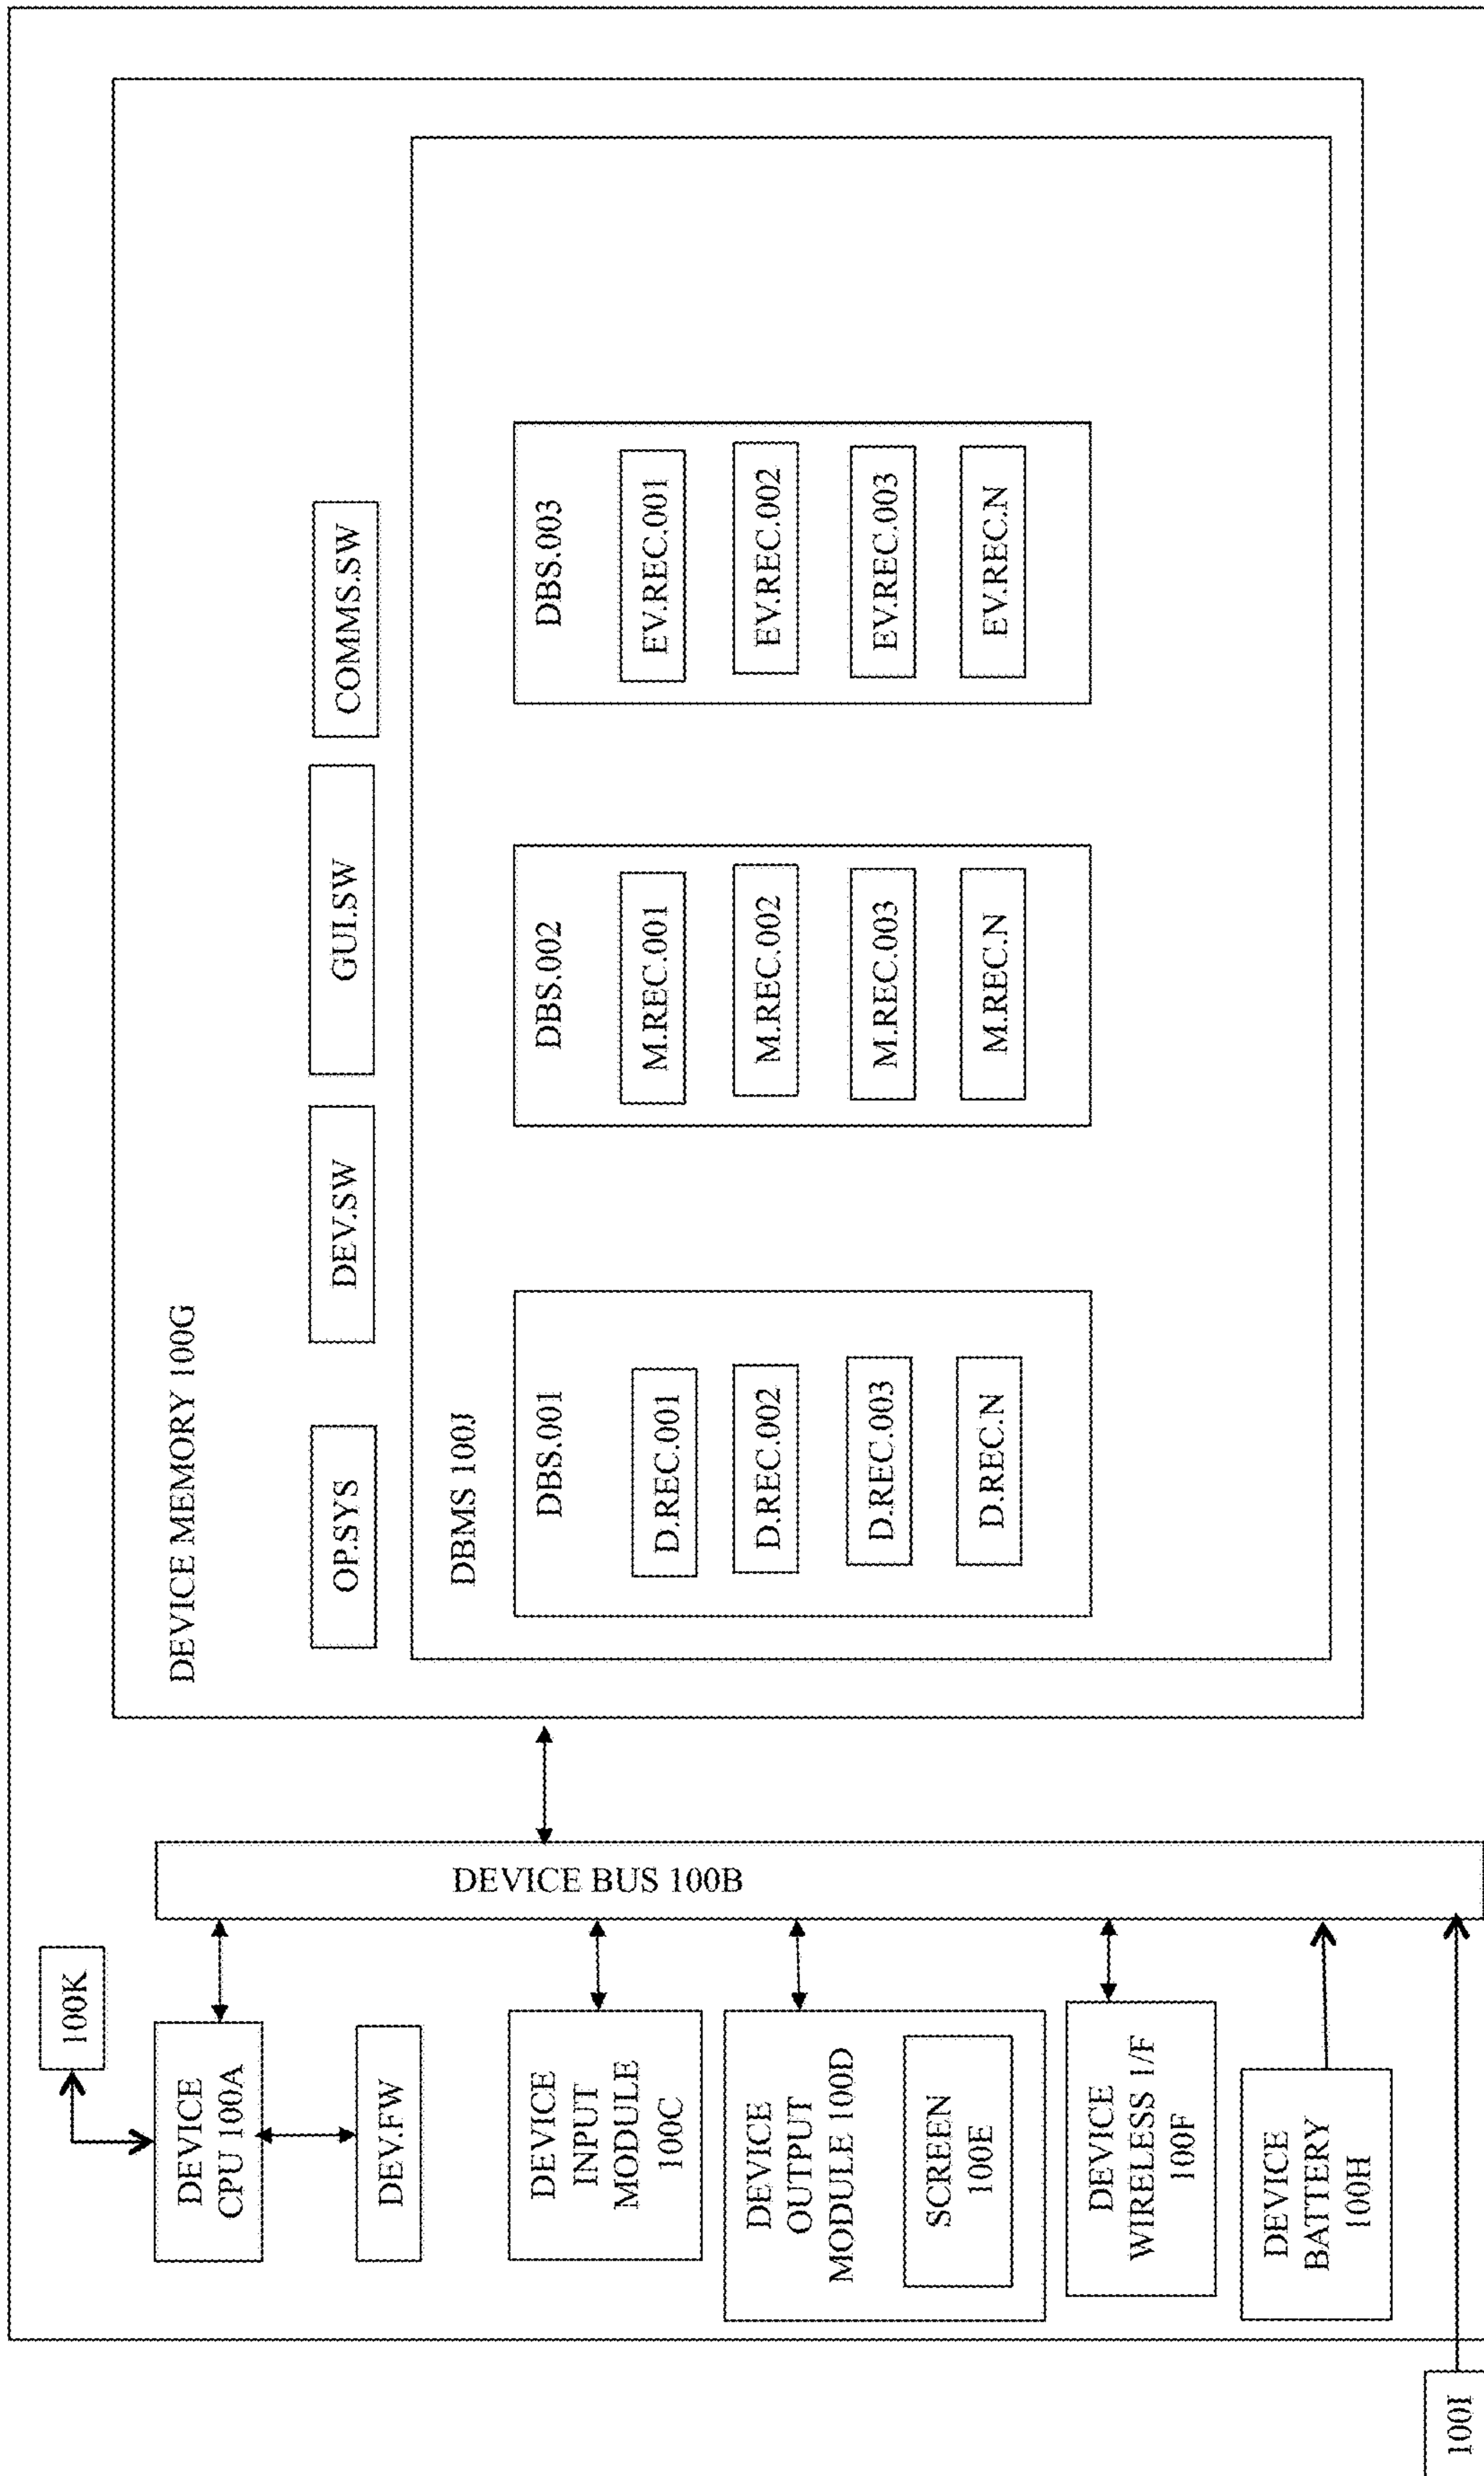 100K
DEVICE
CPU 100A
DEV.FW
DEVICE
INPUT
MODULE
100C
DEVICE
OUTPUT
MODULE 100D
SCREEN
100E
DEVICE
WIRELESS I/F
100F
DEVICE
BATTERY
100H
100I
DEVICE BUS 100B
DEVICE MEMORY 100G
OP.SYS
DEV.SW
GUI.SW
COMMS.SW
DBMS 100J
DBS.001
D.REC.001
D.REC.002
D.REC.003
D.REC.N
DBS.002
M.REC.001
M.REC.002
M.REC.003
M.REC.N
DBS.003
EV.REC.001
EV.REC.002
EV.REC.003
EV.REC.N